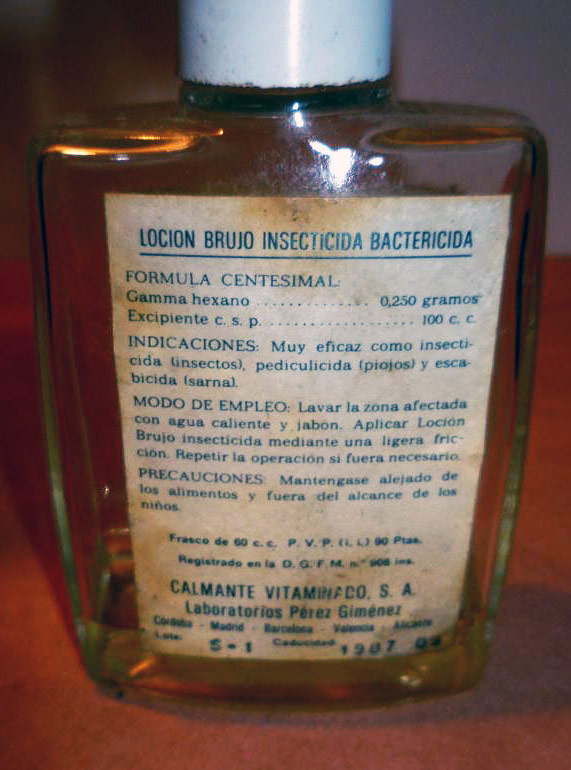 LOCION BRUJO INSECTICIDA BACTERICIDA
FORMULA CENTESIMAL:
Gamma hexano .............. 0,250 gramos
Excipiente c. s. p. ................... 100 c. c.
INDICACIONES: Muy eficaz como insecti-
cida (insectos), pediculicida (piojos) y esca-
bicida (sarna).
MODO DE EMPLEO: Lavar la zona afectada
con agua caliente y jabón. Aplicar Loción
Brujo insecticida mediante una ligera fric-
ción. Repetir la operación si fuera necesario.
PRECAUCIONES: Mantengase alejado de
los alimentos y fuera del alcance de los
niños.
Frasco de 60 c. c. P. V. P. (i. i.) 90 Ptas.
Registrado en la D. G. F. M. n.º 908 ins.
CALMANTE VITAMINADO, S. A.
Laboratorios Pérez Giménez
Córdoba - Madrid - Barcelona - Valencia - Alicante
Lote: S-1 Caducidad 1987